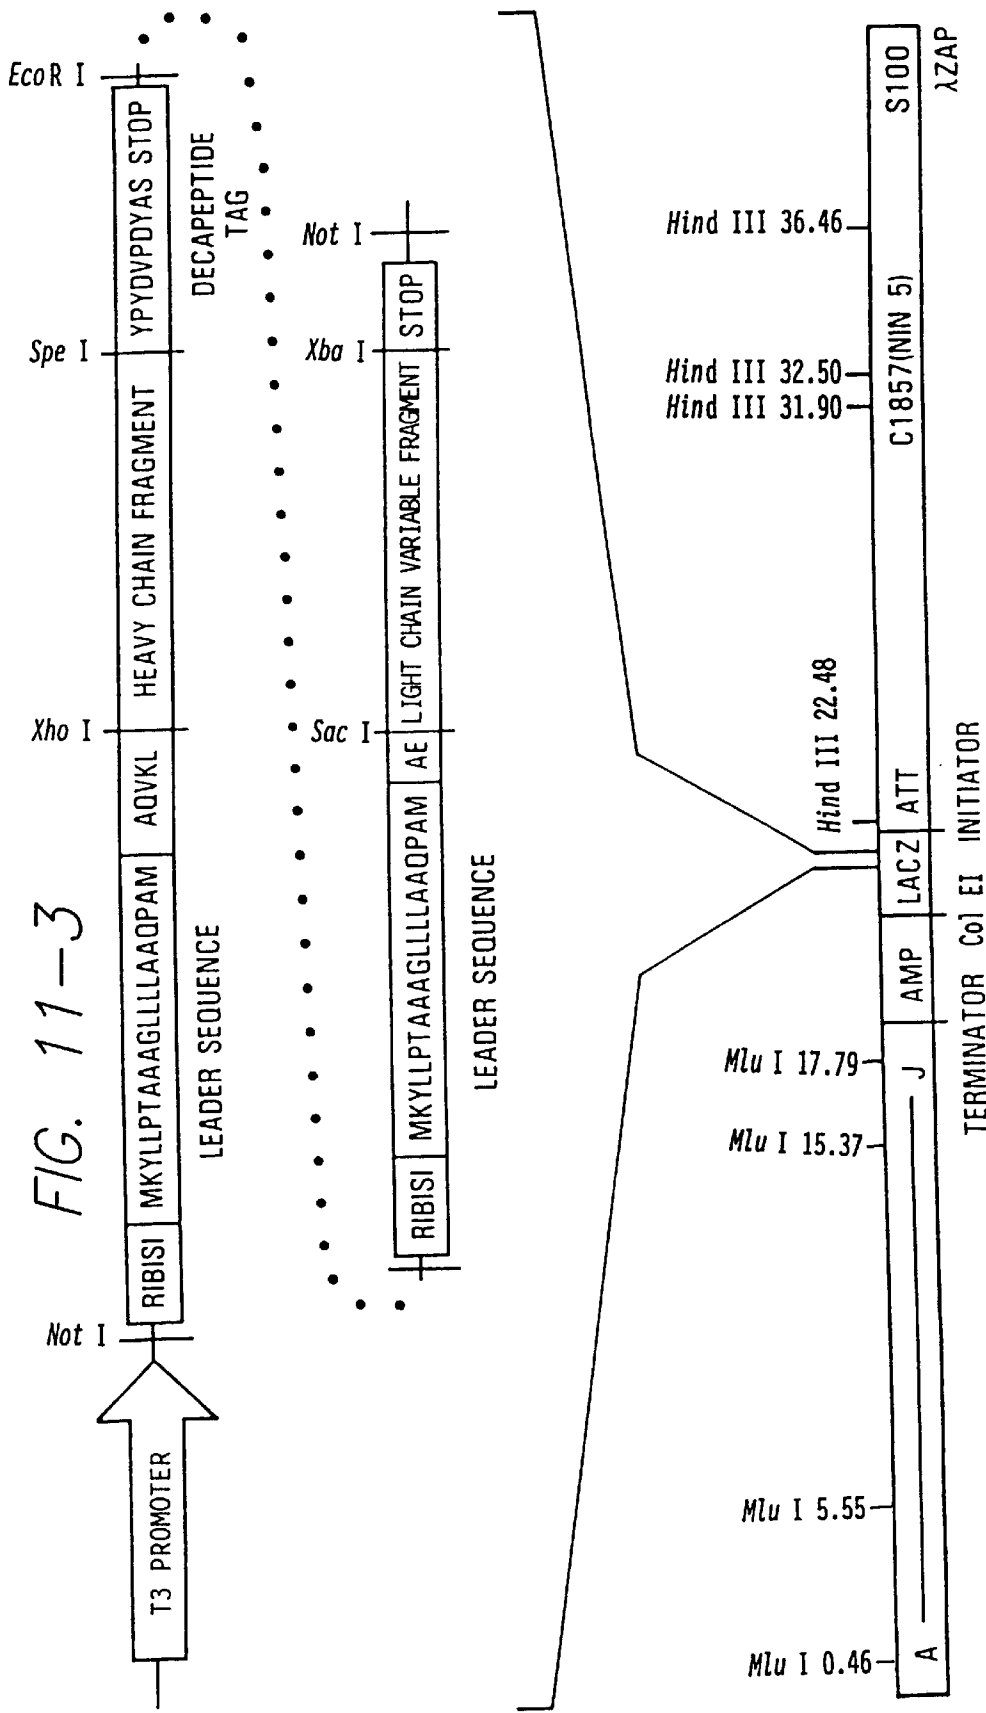 FIG. 11-3
T3 PROMOTER
Not I
RIBISI
MKYLLPTAAAGLLLLAAQPAM
AQVKL
Xho I
HEAVY CHAIN FRAGMENT
Spe I
YPYDVPDYAS STOP
EcoR I
LEADER SEQUENCE
DECAPEPTIDE
TAG
RIBISI
MKYLLPTAAAGLLLLAAQPAM
AE
Sac I
LIGHT CHAIN VARIABLE FRAGMENT
Xba I
STOP
Not I
LEADER SEQUENCE
Mlu I 0.46
Mlu I 5.55
Mlu I 15.37
Mlu I 17.79
Hind III 22.48
Hind III 31.90
Hind III 32.50
Hind III 36.46
A
J
AMP
LACZ
ATT
C1857(NIN 5)
S100
TERMINATOR Col EI INITIATOR
λZAP